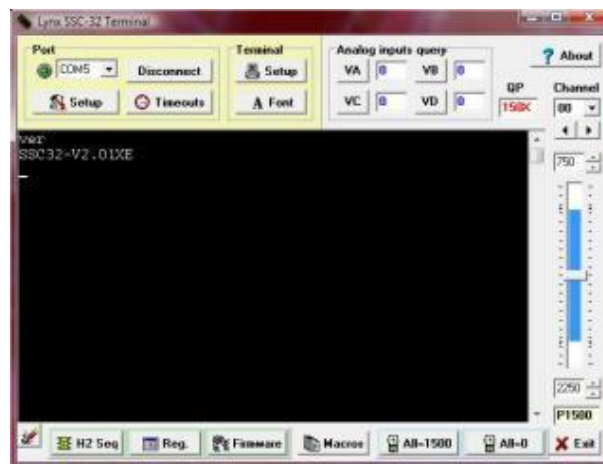 Lynx SSC-32 Terminal
Port
COM5 Disconnect
Setup Timeouts
Terminal
Setup
A Font
Analog inputs query
VA 0 VB 0
VC 0 VD 0
About
QP
150X
Channel
00
750
2250
P1500
ver
SSC32-V2.01XE
H2 Seq Reg. Firmware Macros All=1500 All=0 Exit